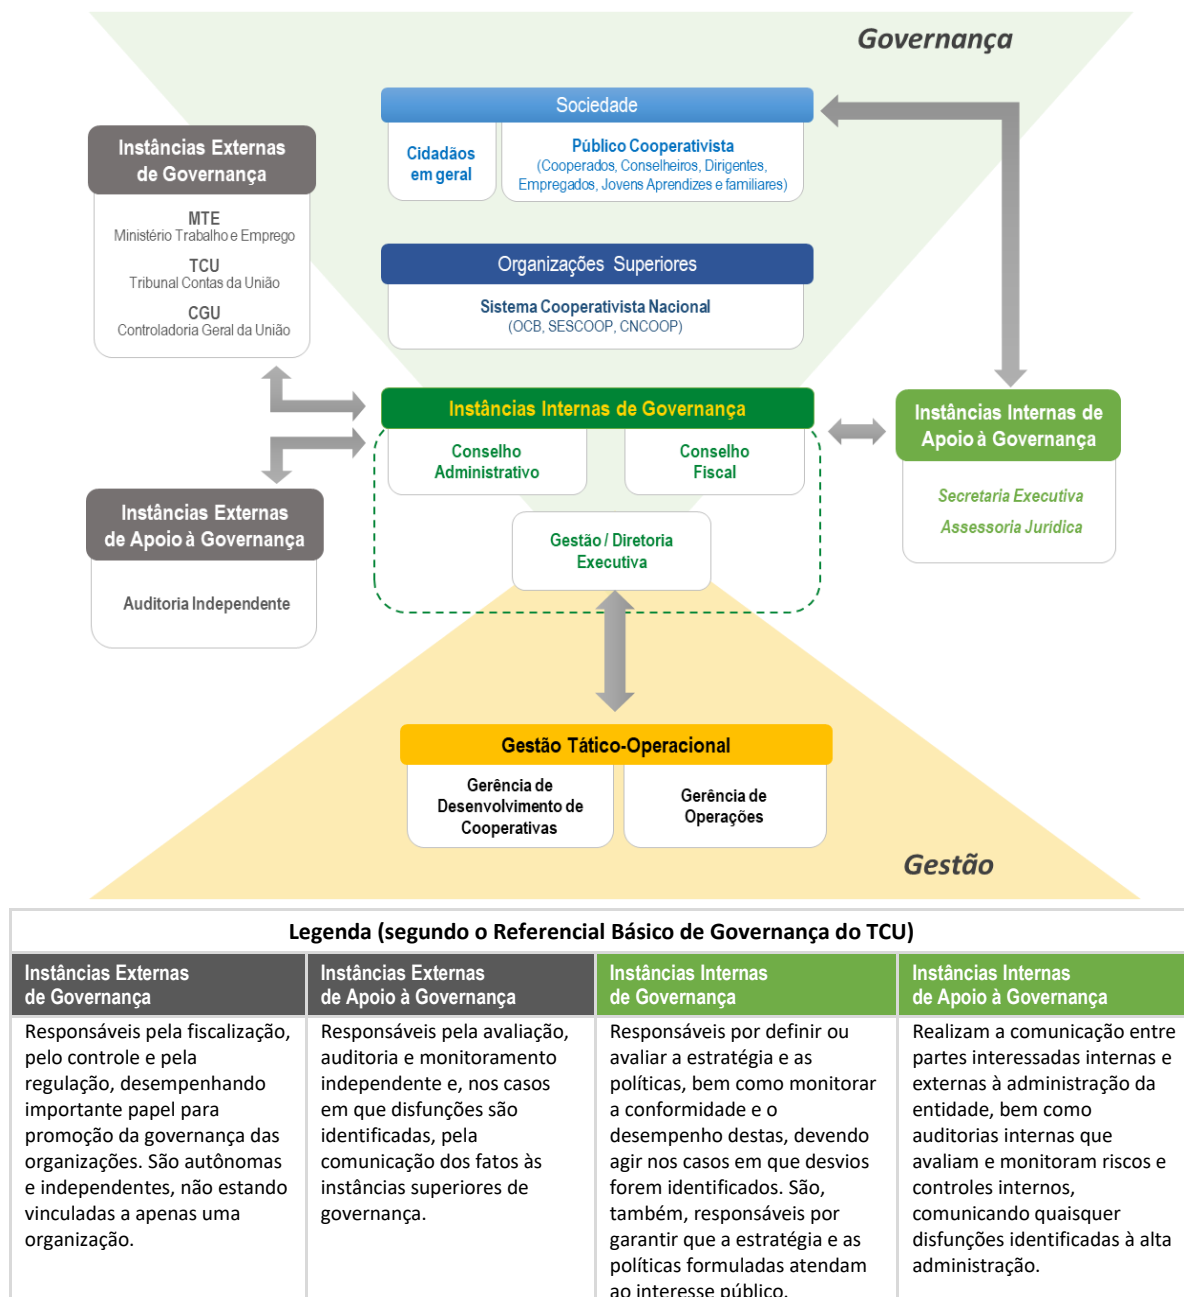 Governança
Sociedade
Cidadãos
em geral
Público Cooperativista
(Cooperados, Conselheiros, Dirigentes,
Empregados, Jovens Aprendizes e familiares)
Instâncias Externas
de Governança
MTE
Ministério Trabalho e Emprego
TCU
Tribunal Contas da União
CGU
Controladoria Geral da União
Organizações Superiores
Sistema Cooperativista Nacional
(OCB, SESCOOP, CNCOOP)
Instâncias Internas de Governança
Conselho
Administrativo
Conselho
Fiscal
Gestão / Diretoria
Executiva
Instâncias Internas de
Apoio à Governança
Secretaria Executiva
Assessoria Jurídica
Instâncias Externas
de Apoio à Governança
Auditoria Independente
Gestão Tático-Operacional
Gerência de
Desenvolvimento de
Cooperativas
Gerência de
Operações
Gestão
Legenda (segundo o Referencial Básico de Governança do TCU)
Instâncias Externas
de Governança
Responsáveis pela fiscalização,
pelo controle e pela
regulação, desempenhando
importante papel para
promoção da governança das
organizações. São autônomas
e independentes, não estando
vinculadas a apenas uma
organização.
Instâncias Externas
de Apoio à Governança
Responsáveis pela avaliação,
auditoria e monitoramento
independente e, nos casos
em que disfunções são
identificadas, pela
comunicação dos fatos às
instâncias superiores de
governança.
Instâncias Internas
de Governança
Responsáveis por definir ou
avaliar a estratégia e as
políticas, bem como monitorar
a conformidade e o
desempenho destas, devendo
agir nos casos em que desvios
forem identificados. São,
também, responsáveis por
garantir que a estratégia e as
políticas formuladas atendam
ao interesse público.
Instâncias Internas
de Apoio à Governança
Realizam a comunicação entre
partes interessadas internas e
externas à administração da
entidade, bem como
auditorias internas que
avaliam e monitoram riscos e
controles internos,
comunicando quaisquer
disfunções identificadas à alta
administração.